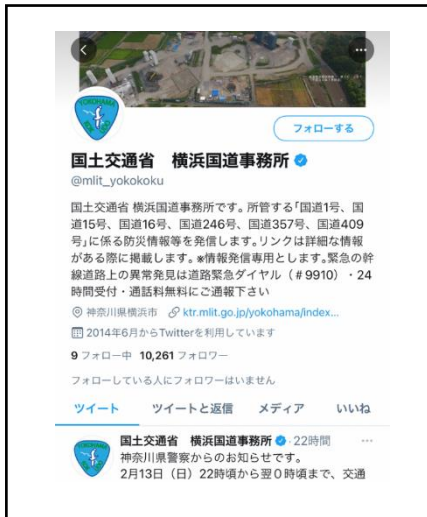 YOKOHAMA
フォローする
国土交通省　横浜国道事務所
@mlit_yokokoku
国土交通省 横浜国道事務所です。所管する「国道1号、国
道15号、国道16号、国道246号、国道357号、国道409
号」に係る防災情報等を発信します。リンクは詳細な情報
がある際に掲載します。※情報発信専用とします。緊急の幹
線道路上の異常発見は道路緊急ダイヤル（＃9910）・24
時間受付・通話料無料にご通報下さい
神奈川県横浜市 ktr.mlit.go.jp/yokohama/index...
2014年6月からTwitterを利用しています
9 フォロー中 10,261 フォロワー
フォローしている人にフォロワーはいません
ツイート ツイートと返信 メディア いいね
国土交通省　横浜国道事務所 · 22時間 ...
神奈川県警察からのお知らせです。
2月13日（日）22時頃から翌０時頃まで、交通